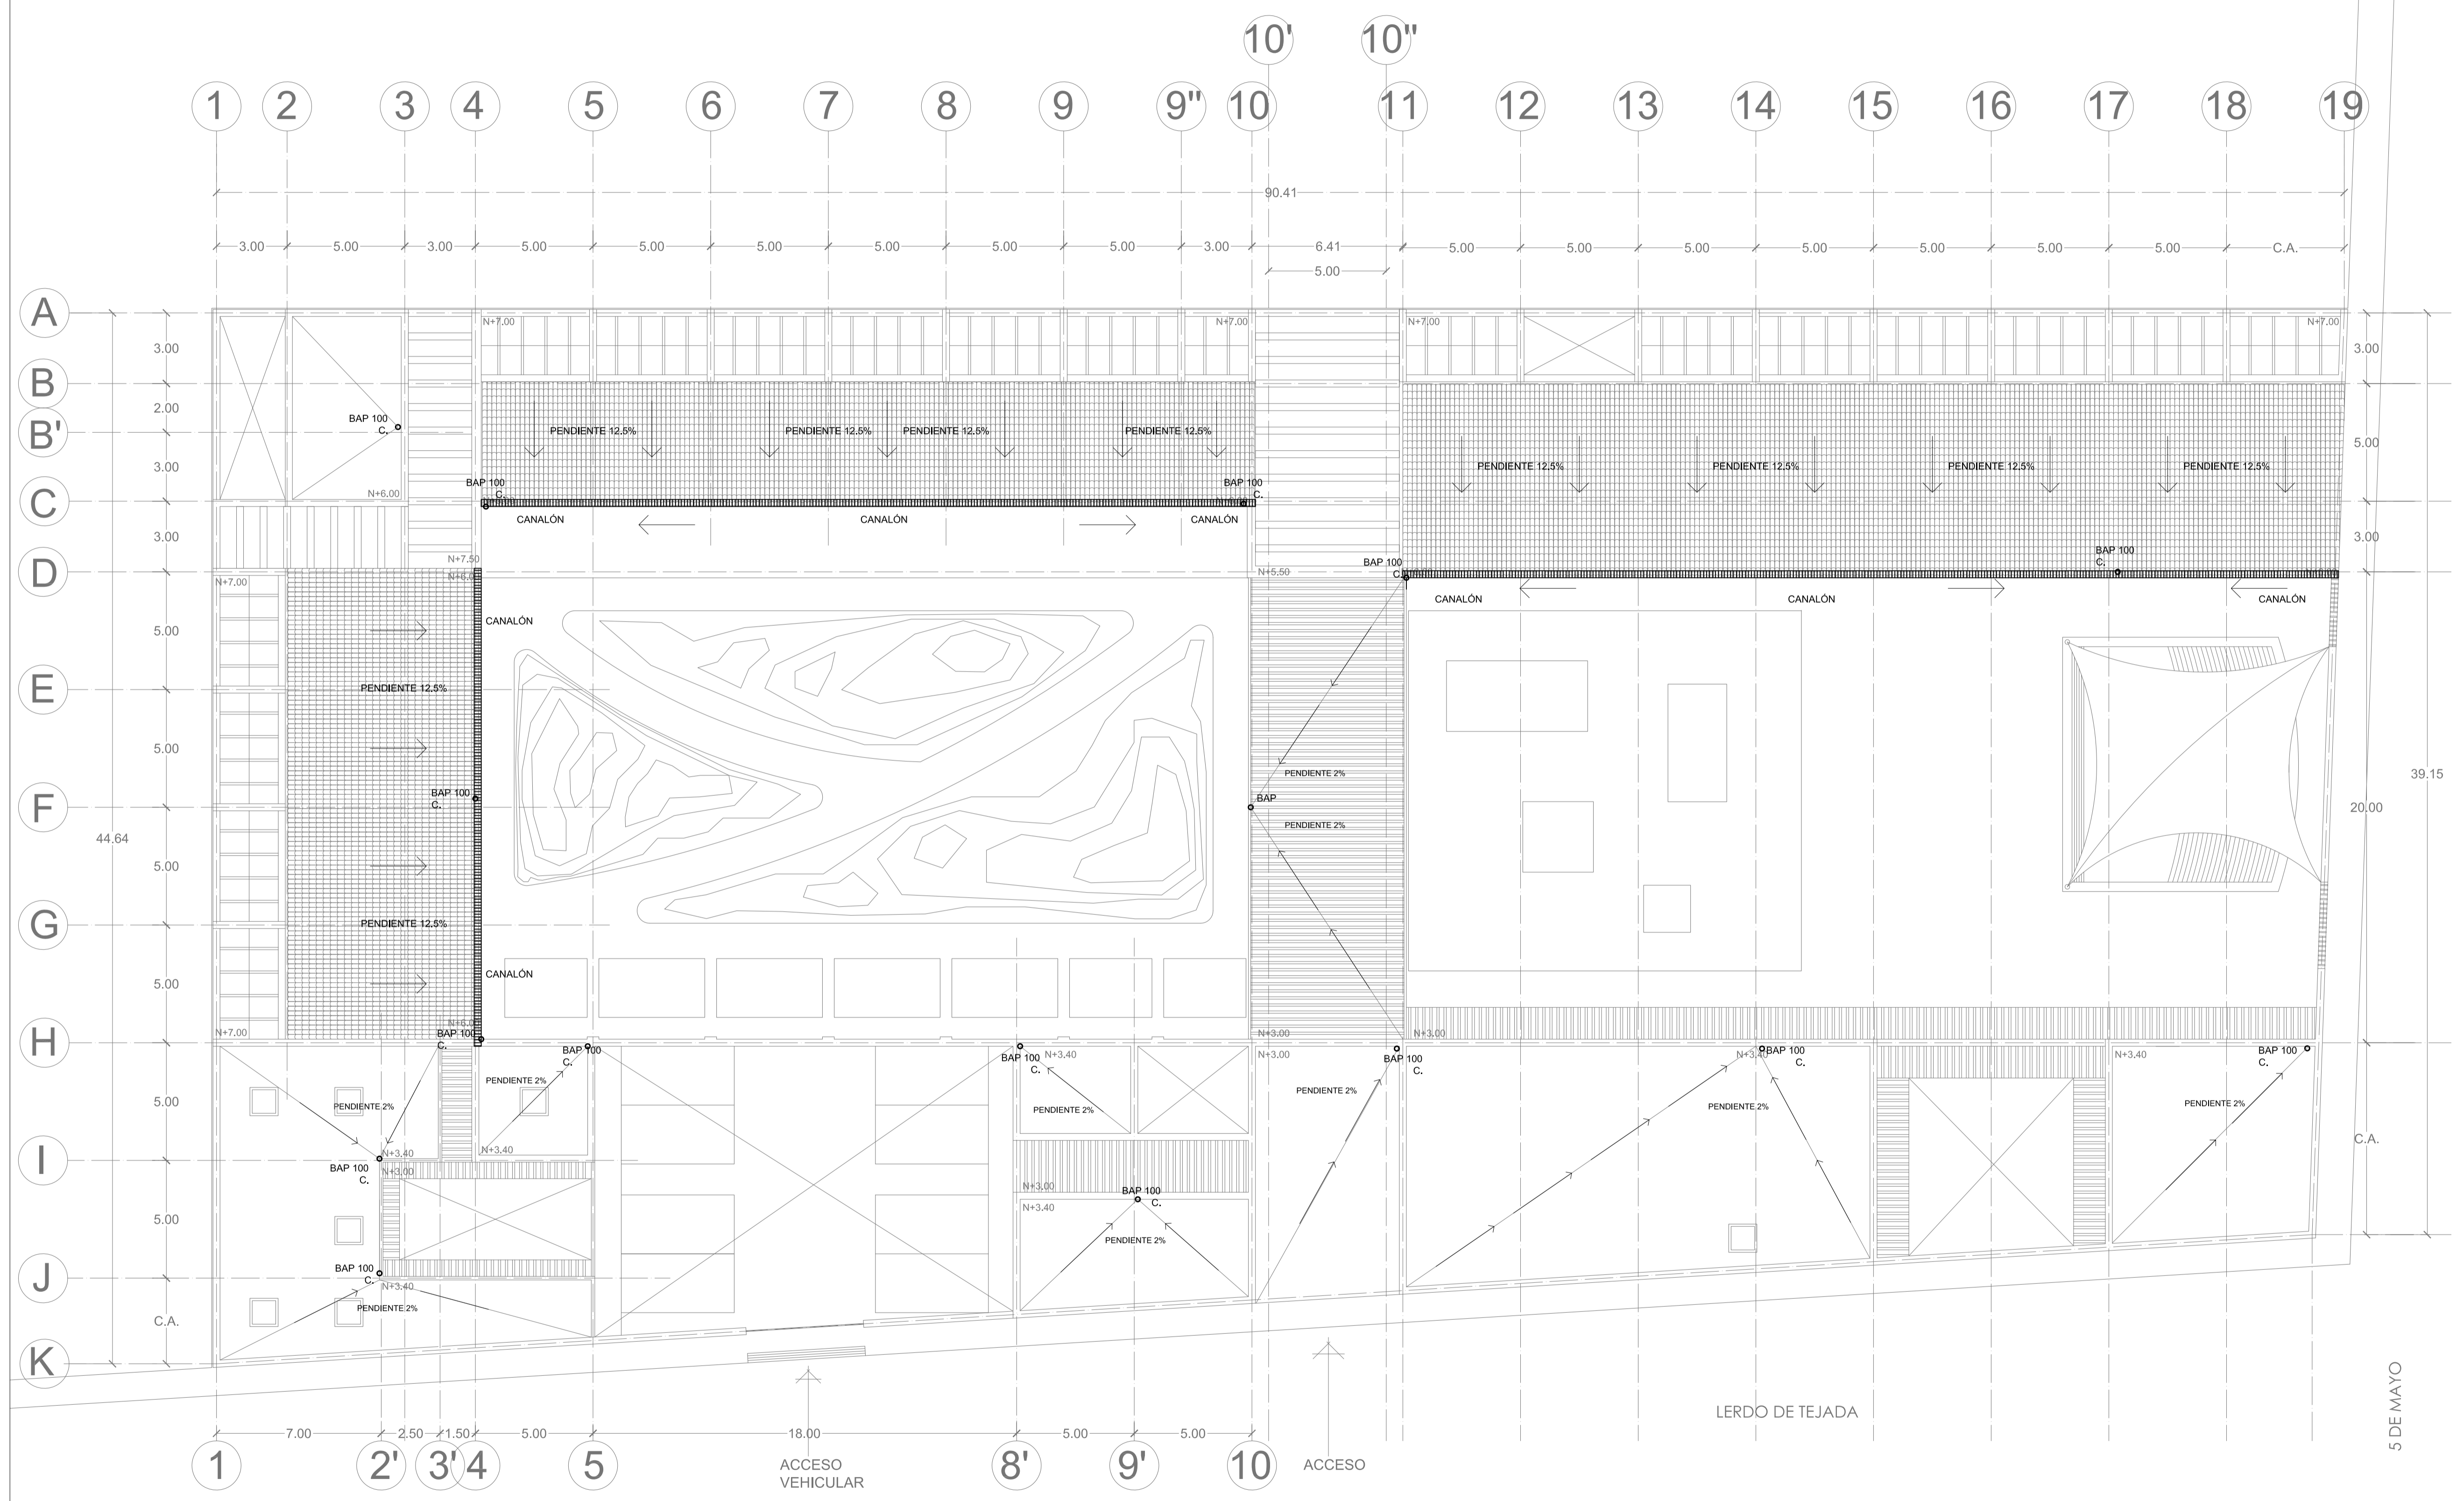 10' 10"
1 2 3 4 5 6 7 8 9 9" 10 11 12 13 14 15 16 17 18 19
90.41
3.00 5.00 3.00 5.00 5.00 5.00 5.00 5.00 5.00 3.00 6.41 5.00 5.00 5.00 5.00 5.00 5.00 5.00 C.A.
5.00
A
N+7.00 N+7.00 N+7.00 N+7.00
3.00 3.00
B
2.00
BAP 100
C.
B'
PENDIENTE 12.5% PENDIENTE 12.5% PENDIENTE 12.5% PENDIENTE 12.5%
5.00
3.00
PENDIENTE 12.5% PENDIENTE 12.5% PENDIENTE 12.5% PENDIENTE 12.5%
BAP 100 BAP 100
C. C.
N+6.00
C
CANALÓN CANALÓN CANALÓN
3.00 3.00
N+7.50
BAP 100
C.
BAP 100
C.
D
N+7.00 N+6.0 N+5.50
CANALÓN CANALÓN CANALÓN
CANALÓN
5.00
E
PENDIENTE 12.5%
5.00
PENDIENTE 2%
39.15
BAP 100
C.
BAP
F
20.00
PENDIENTE 2%
44.64
5.00
G
PENDIENTE 12.5%
CANALÓN
5.00
N+6.0
N+7.00 N+3.00 N+3.00
BAP 100
C.
H
BAP 100
C.
BAP 100
C.
N+3.40 N+3.00
BAP 100
C.
N+3.40
BAP 100
C.
N+3.40
BAP 100
C.
PENDIENTE 2% PENDIENTE 2% PENDIENTE 2%
5.00
PENDIENTE 2% PENDIENTE 2% PENDIENTE 2% PENDIENTE 2%
C.A.
N+3.40 N+3.40
I
BAP 100
C.
N+3.00
N+3.00
BAP 100
C.
N+3.40
5.00
PENDIENTE 2%
BAP 100
C.
J
N+3.40
PENDIENTE 2%
C.A.
K
LERDO DE TEJADA
5 DE MAYO
7.00 2.50 1.50 5.00 18.00 5.00 5.00
1 2' 3' 4 5 8' 9' 10
ACCESO
VEHICULAR
ACCESO